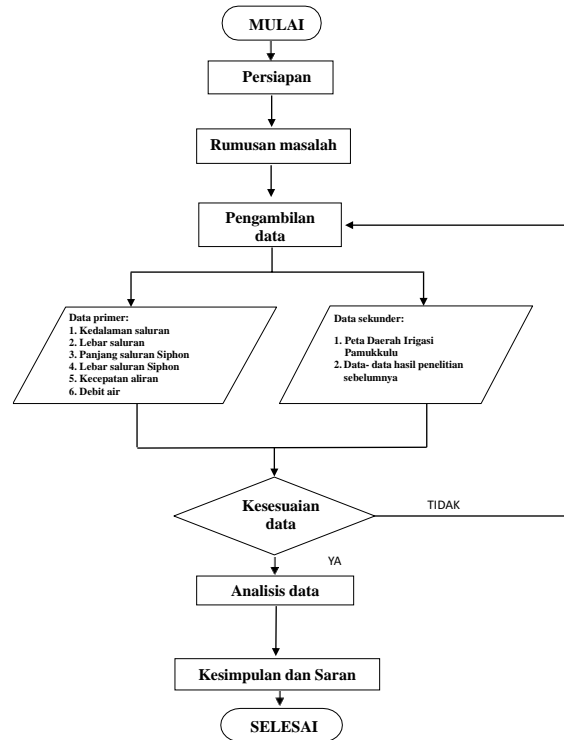 MULAI
Persiapan
Rumusan masalah
Pengambilan
data
Data primer:
1. Kedalaman saluran
2. Lebar saluran
3. Panjang saluran Siphon
4. Lebar saluran Siphon
5. Kecepatan aliran
6. Debit air
Data sekunder:
1. Peta Daerah Irigasi
Pamukkulu
2. Data- data hasil penelitian
sebelumnya
Kesesuaian
data
TIDAK
YA
Analisis data
Kesimpulan dan Saran
SELESAI